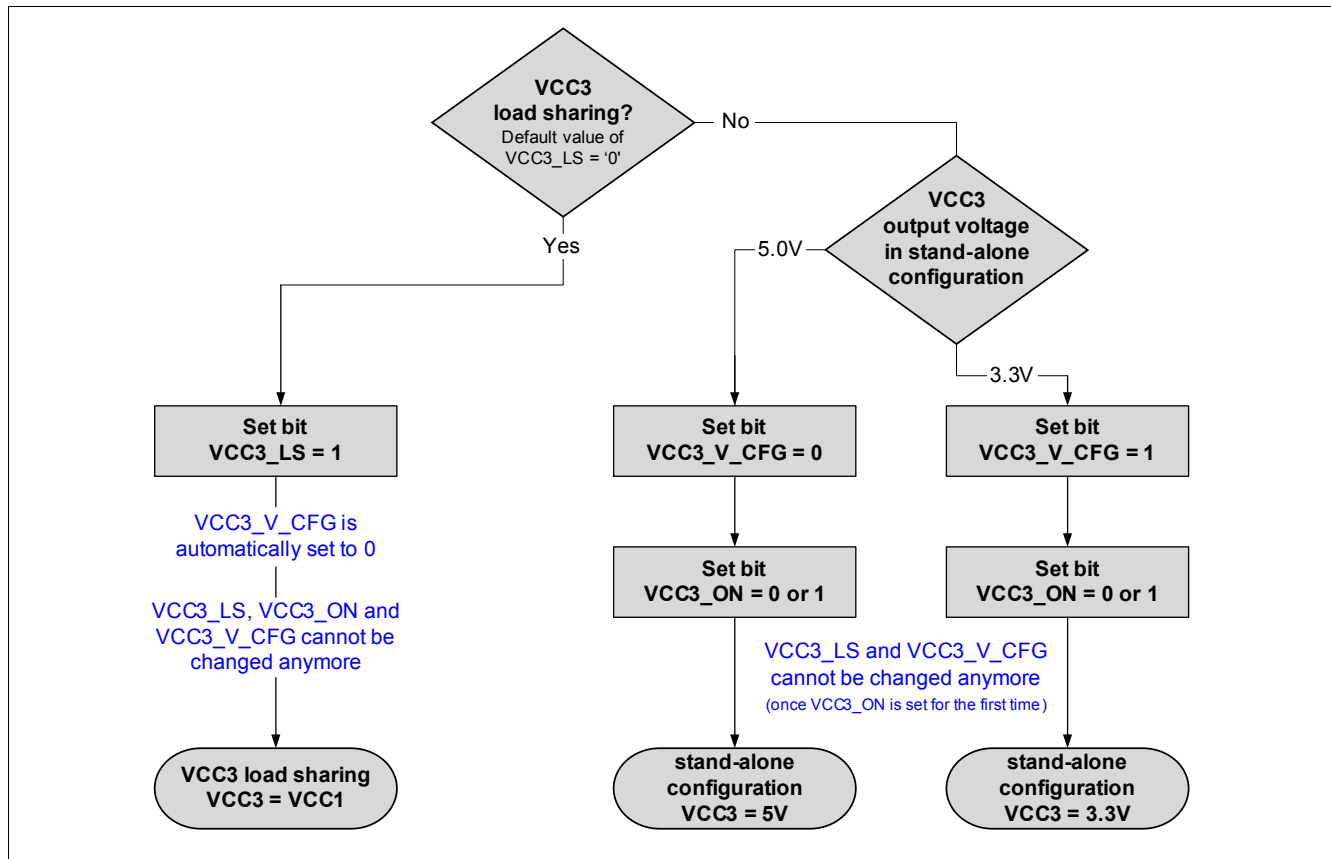 VCC3
load sharing?
Default value of
VCC3_LS = ‘0'
No
Yes
VCC3
output voltage
in stand-alone
configuration
5.0V
3.3V
Set bit
VCC3_LS = 1
Set bit
VCC3_V_CFG = 0
Set bit
VCC3_V_CFG = 1
VCC3_V_CFG is
automatically set to 0
Set bit
VCC3_ON = 0 or 1
Set bit
VCC3_ON = 0 or 1
VCC3_LS, VCC3_ON and
VCC3_V_CFG cannot be
changed anymore
VCC3_LS and VCC3_V_CFG
cannot be changed anymore
(once VCC3_ON is set for the first time)
VCC3 load sharing
VCC3 = VCC1
stand-alone
configuration
VCC3 = 5V
stand-alone
configuration
VCC3 = 3.3V